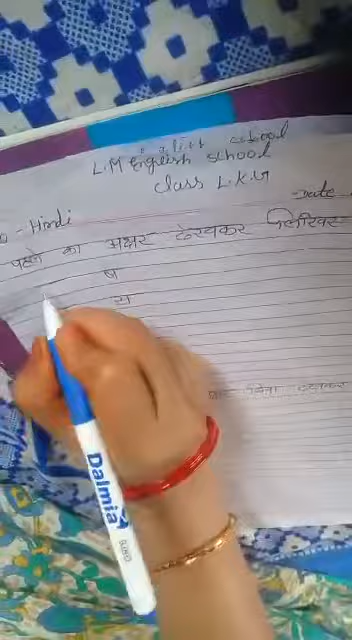 L.M English school
class L.K.G
Date
- Hindi
पहले का अक्षर देखकर लिखिए
ष
स
Dalmia